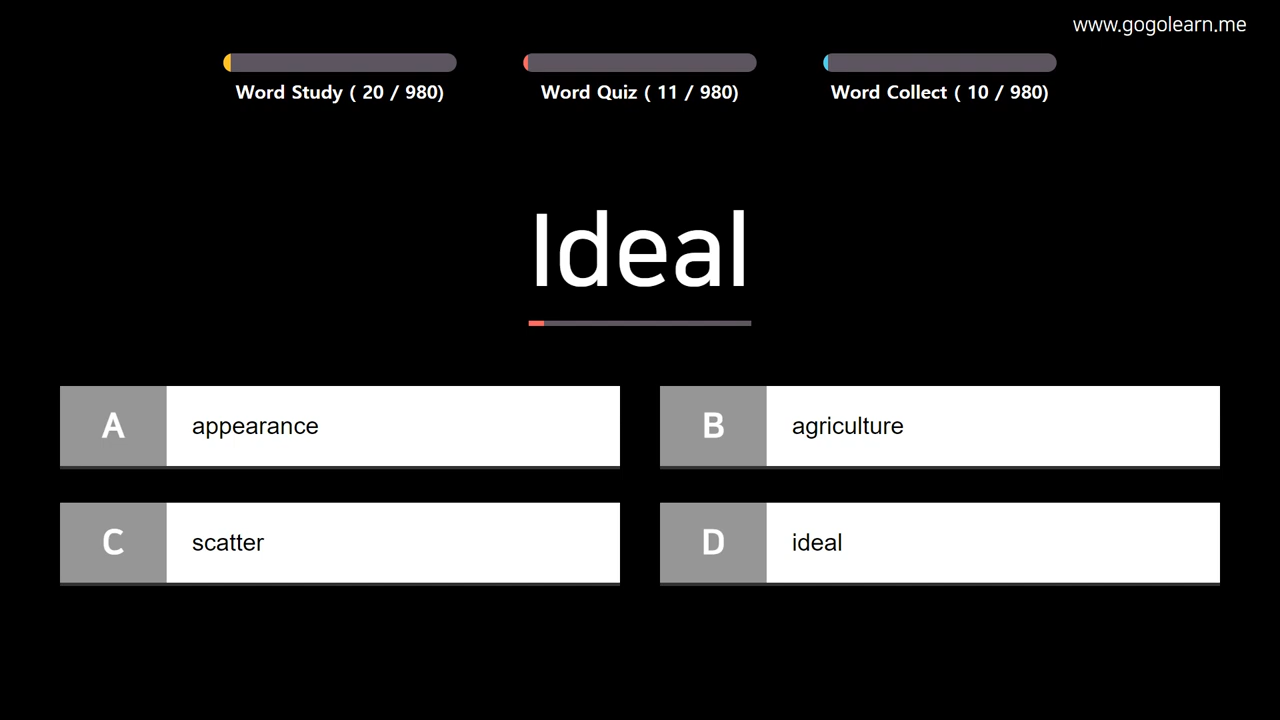 www.gogolearn.me
Word Study ( 20 / 980)
Word Quiz ( 11 / 980)
Word Collect ( 10 / 980)
Ideal
A appearance
B agriculture
C scatter
D ideal